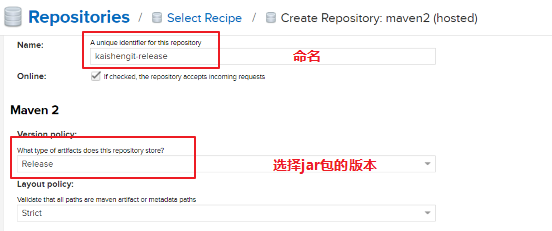 Repositories / Select Recipe / Create Repository: maven2 (hosted)
Name: A unique identifier for this repository
kaishengit-release 命名
Online: If checked, the repository accepts incoming requests
Maven 2
Version policy:
What type of artifacts does this repository store?
Release 选择jar包的版本
Layout policy:
Validate that all paths are maven artifact or metadata paths
Strict